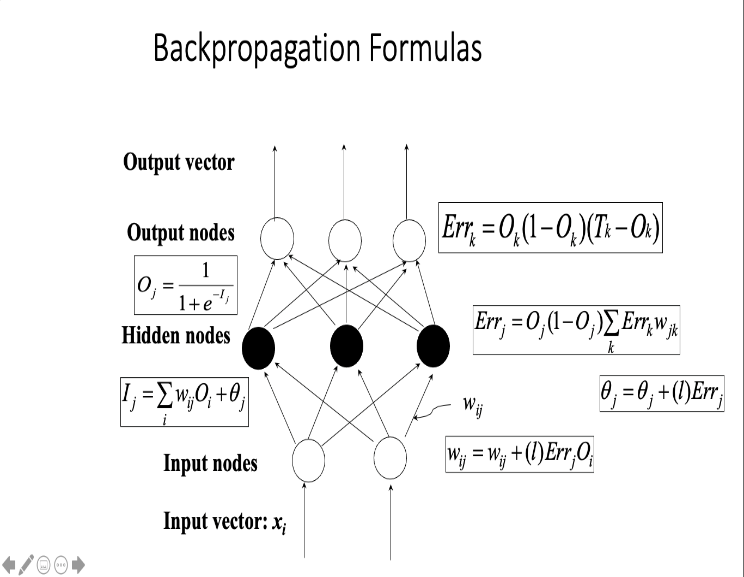 Backpropagation Formulas
Output vector
Output nodes
Err_k = O_k(1−O_k)(T_k−O_k)
O_j = 1/(1+e^{−I_j})
Hidden nodes
Err_j = O_j(1−O_j)∑_k Err_k w_jk
I_j = ∑_i w_ij O_i + θ_j
θ_j = θ_j + (l)Err_j
w_ij
w_ij = w_ij + (l)Err_j O_i
Input nodes
Input vector: x_i